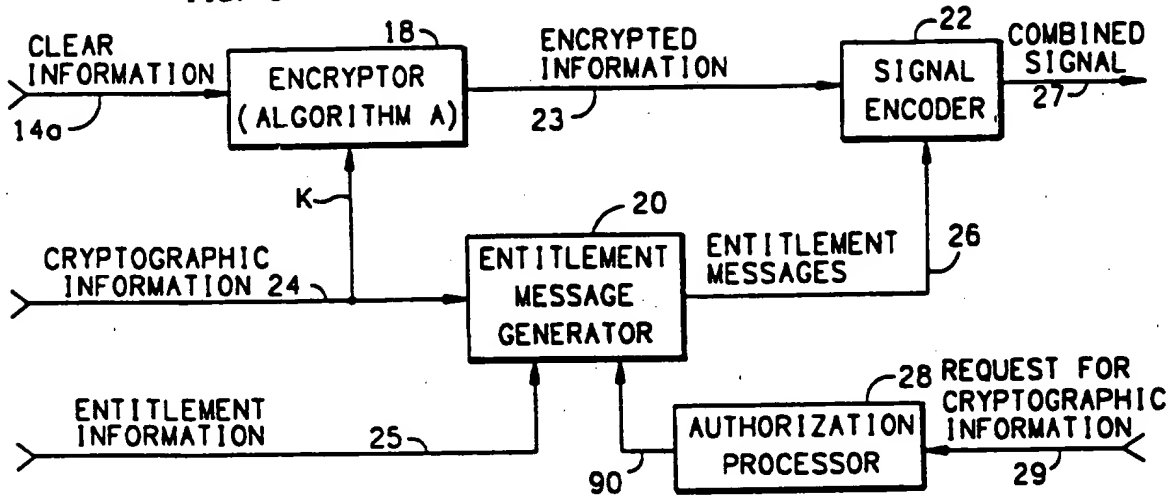 CLEAR
INFORMATION
14a
18
ENCRYPTOR
(ALGORITHM A)
ENCRYPTED
INFORMATION
23
22
SIGNAL
ENCODER
COMBINED
SIGNAL
27
K
CRYPTOGRAPHIC
INFORMATION 24
20
ENTITLEMENT
MESSAGE
GENERATOR
ENTITLEMENT
MESSAGES
26
ENTITLEMENT
INFORMATION
25
90
28
AUTHORIZATION
PROCESSOR
REQUEST FOR
CRYPTOGRAPHIC
INFORMATION
29